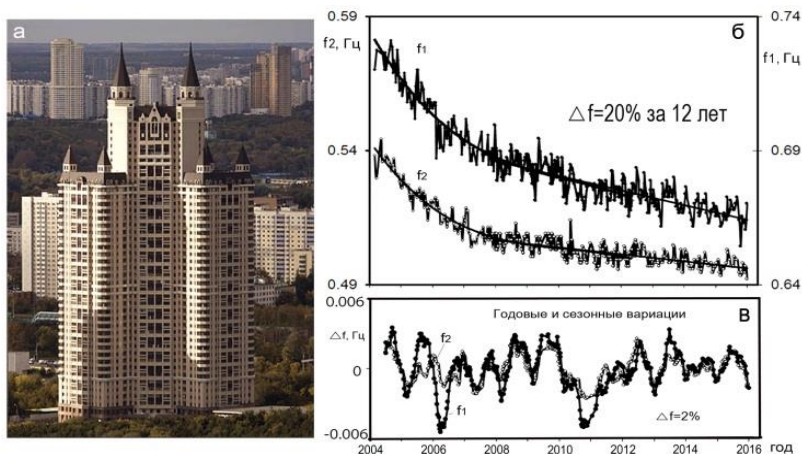 а
0.59
f₂, Гц
0.54
0.49
б
0.74
f₁, Гц
0.69
0.64
f₁
△f=20% за 12 лет
f₂
0.006
△f, Гц
0
-0.006
Годовые и сезонные вариации
в
f₂
f₁
△f=2%
2004 2006 2008 2010 2012 2014 2016 год